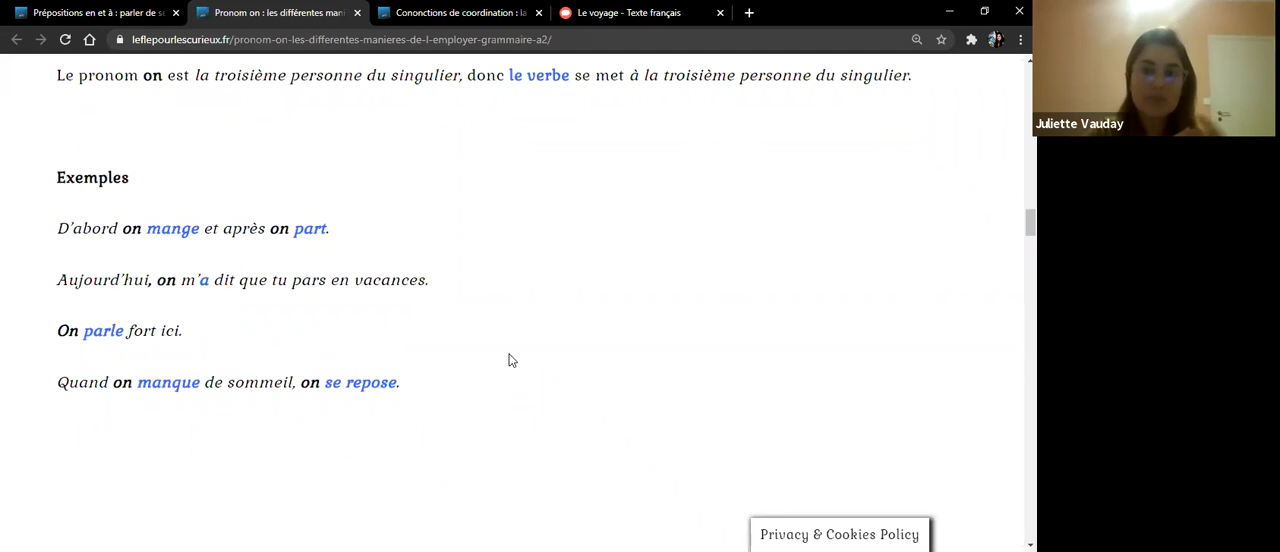 Prépositions en et à : parler de se
Pronom on : les différentes mani
Cononctions de coordination : la
Le voyage - Texte français
leflepourlescurieux.fr/pronom-on-les-differentes-manieres-de-l-employer-grammaire-a2/
Le pronom on est la troisième personne du singulier, donc le verbe se met à la troisième personne du singulier.
Exemples
D'abord on mange et après on part.
Aujourd'hui, on m'a dit que tu pars en vacances.
On parle fort ici.
Quand on manque de sommeil, on se repose.
Privacy & Cookies Policy
Juliette Vauday